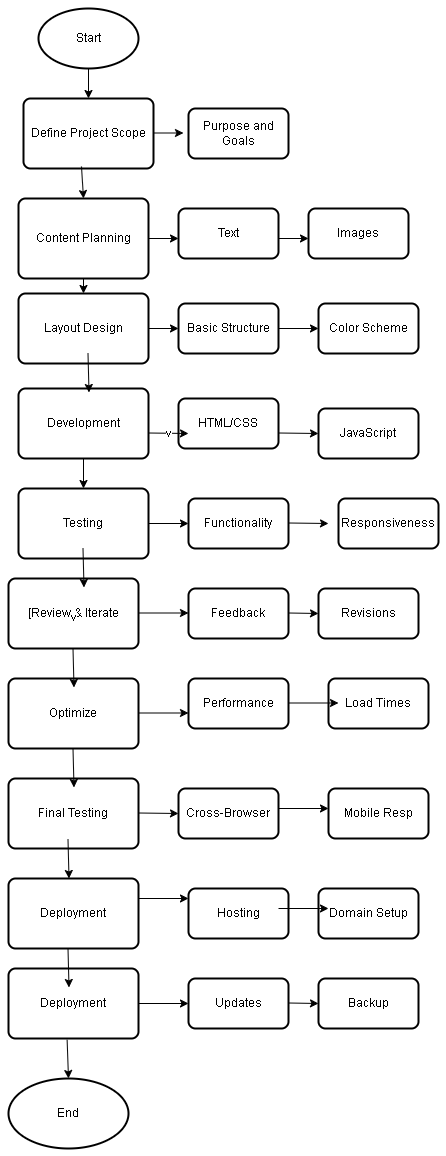 Start
Define Project Scope
Purpose and
Goals
Content Planning
Text
Images
Layout Design
Basic Structure
Color Scheme
Development
v
HTML/CSS
JavaScript
Testing
Functionality
Responsiveness
[Review & Iterate
v
Feedback
Revisions
Optimize
Performance
Load Times
Final Testing
Cross-Browser
Mobile Resp
Deployment
Hosting
Domain Setup
Deployment
Updates
Backup
End